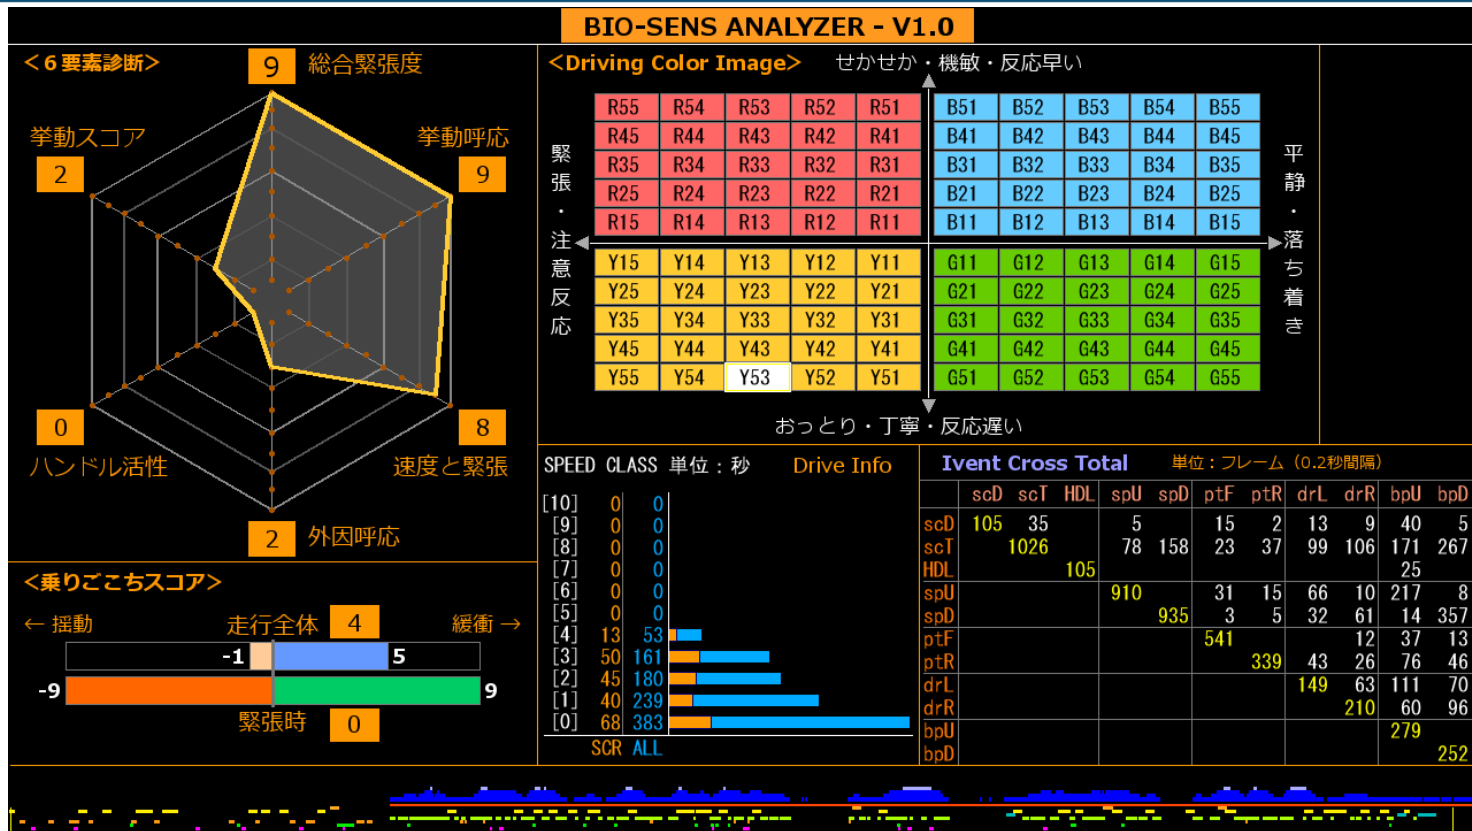 BIO-SENS ANALYZER - V1.0
<６要素診断>
9 総合緊張度
挙動スコア
2
挙動呼応
9
0
ハンドル活性
8
速度と緊張
2 外因呼応
<乗りごこちスコア>
← 揺動 走行全体 4 緩衝 →
-1 5
-9 9
緊張時 0
<Driving Color Image> せかせか・機敏・反応早い
緊張・注意反応
平静・落ち着き
R55 R54 R53 R52 R51 B51 B52 B53 B54 B55
R45 R44 R43 R42 R41 B41 B42 B43 B44 B45
R35 R34 R33 R32 R31 B31 B32 B33 B34 B35
R25 R24 R23 R22 R21 B21 B22 B23 B24 B25
R15 R14 R13 R12 R11 B11 B12 B13 B14 B15
Y15 Y14 Y13 Y12 Y11 G11 G12 G13 G14 G15
Y25 Y24 Y23 Y22 Y21 G21 G22 G23 G24 G25
Y35 Y34 Y33 Y32 Y31 G31 G32 G33 G34 G35
Y45 Y44 Y43 Y42 Y41 G41 G42 G43 G44 G45
Y55 Y54 Y53 Y52 Y51 G51 G52 G53 G54 G55
おっとり・丁寧・反応遅い
SPEED CLASS 単位：秒 Drive Info
[10] 0 0
[9] 0 0
[8] 0 0
[7] 0 0
[6] 0 0
[5] 0 0
[4] 13 53
[3] 50 161
[2] 45 180
[1] 40 239
[0] 68 383
SCR ALL
Ivent Cross Total 単位：フレーム（0.2秒間隔）
scD scT HDL spU spD ptF ptR drL drR bpU bpD
scD 105 35 5 15 2 13 9 40 5
scT 1026 78 158 23 37 99 106 171 267
HDL 105 25
spU 910 31 15 66 10 217 8
spD 935 3 5 32 61 14 357
ptF 541 12 37 13
ptR 339 43 26 76 46
drL 149 63 111 70
drR 210 60 96
bpU 279
bpD 252